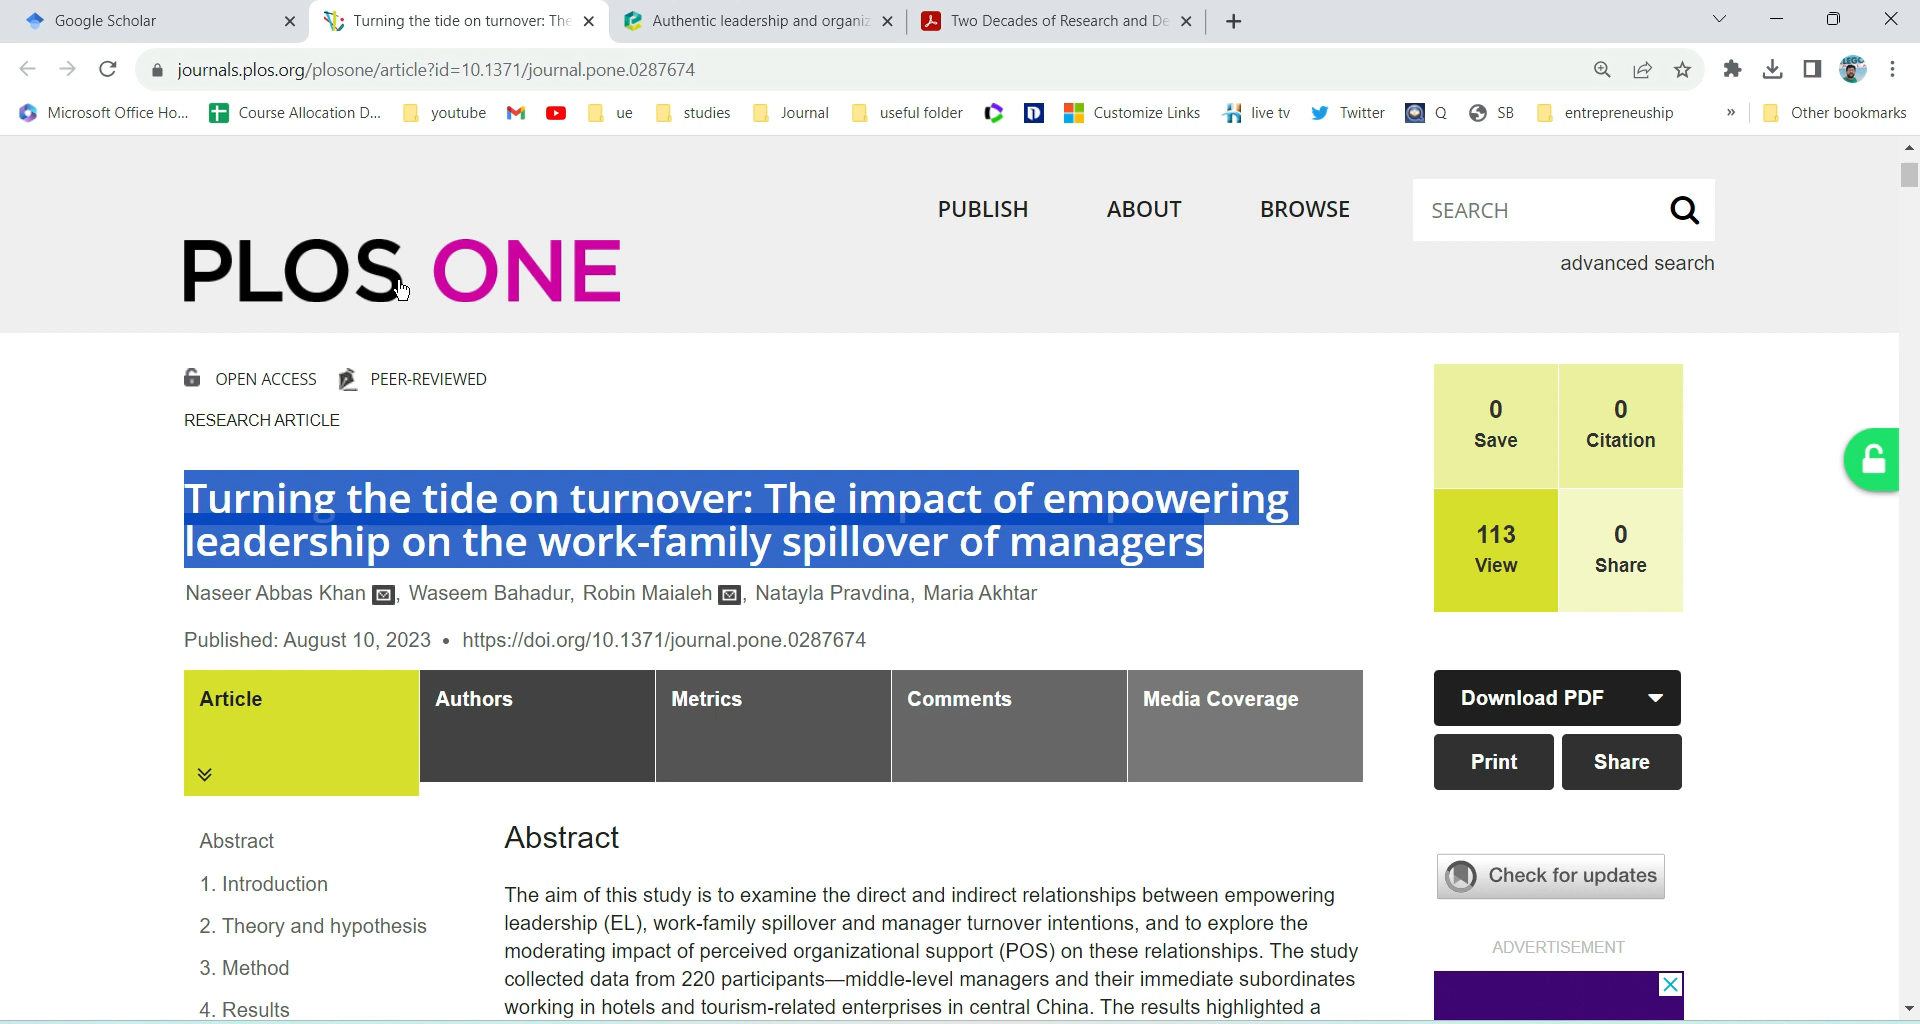 Google Scholar
Turning the tide on turnover: The
Authentic leadership and organiz
Two Decades of Research and De
journals.plos.org/plosone/article?id=10.1371/journal.pone.0287674
Microsoft Office Ho...
Course Allocation D...
youtube
ue
studies
Journal
useful folder
Customize Links
live tv
Twitter
Q
SB
entrepreneuship
»
Other bookmarks
PUBLISH
ABOUT
BROWSE
SEARCH
advanced search
PLOS ONE
OPEN ACCESS
PEER-REVIEWED
RESEARCH ARTICLE
Turning the tide on turnover: The impact of empowering
leadership on the work-family spillover of managers
Naseer Abbas Khan , Waseem Bahadur, Robin Maialeh , Natayla Pravdina, Maria Akhtar
Published: August 10, 2023 • https://doi.org/10.1371/journal.pone.0287674
0
Save
0
Citation
113
View
0
Share
Article
Authors
Metrics
Comments
Media Coverage
Download PDF
Print
Share
Abstract
1. Introduction
2. Theory and hypothesis
3. Method
4. Results
Abstract
The aim of this study is to examine the direct and indirect relationships between empowering
leadership (EL), work-family spillover and manager turnover intentions, and to explore the
moderating impact of perceived organizational support (POS) on these relationships. The study
collected data from 220 participants—middle-level managers and their immediate subordinates
working in hotels and tourism-related enterprises in central China. The results highlighted a
Check for updates
ADVERTISEMENT